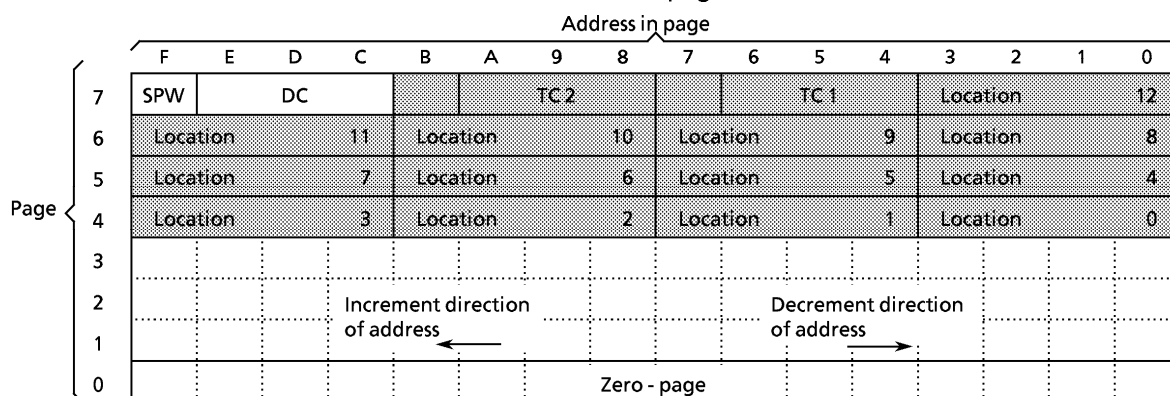 Address in page
F E D C B A 9 8 7 6 5 4 3 2 1 0
7 SPW DC TC 2 TC 1 Location 12
6 Location 11 Location 10 Location 9 Location 8
5 Location 7 Location 6 Location 5 Location 4
Page
4 Location 3 Location 2 Location 1 Location 0
3
2
Increment direction
of address
Decrement direction
of address
1
0 Zero - page